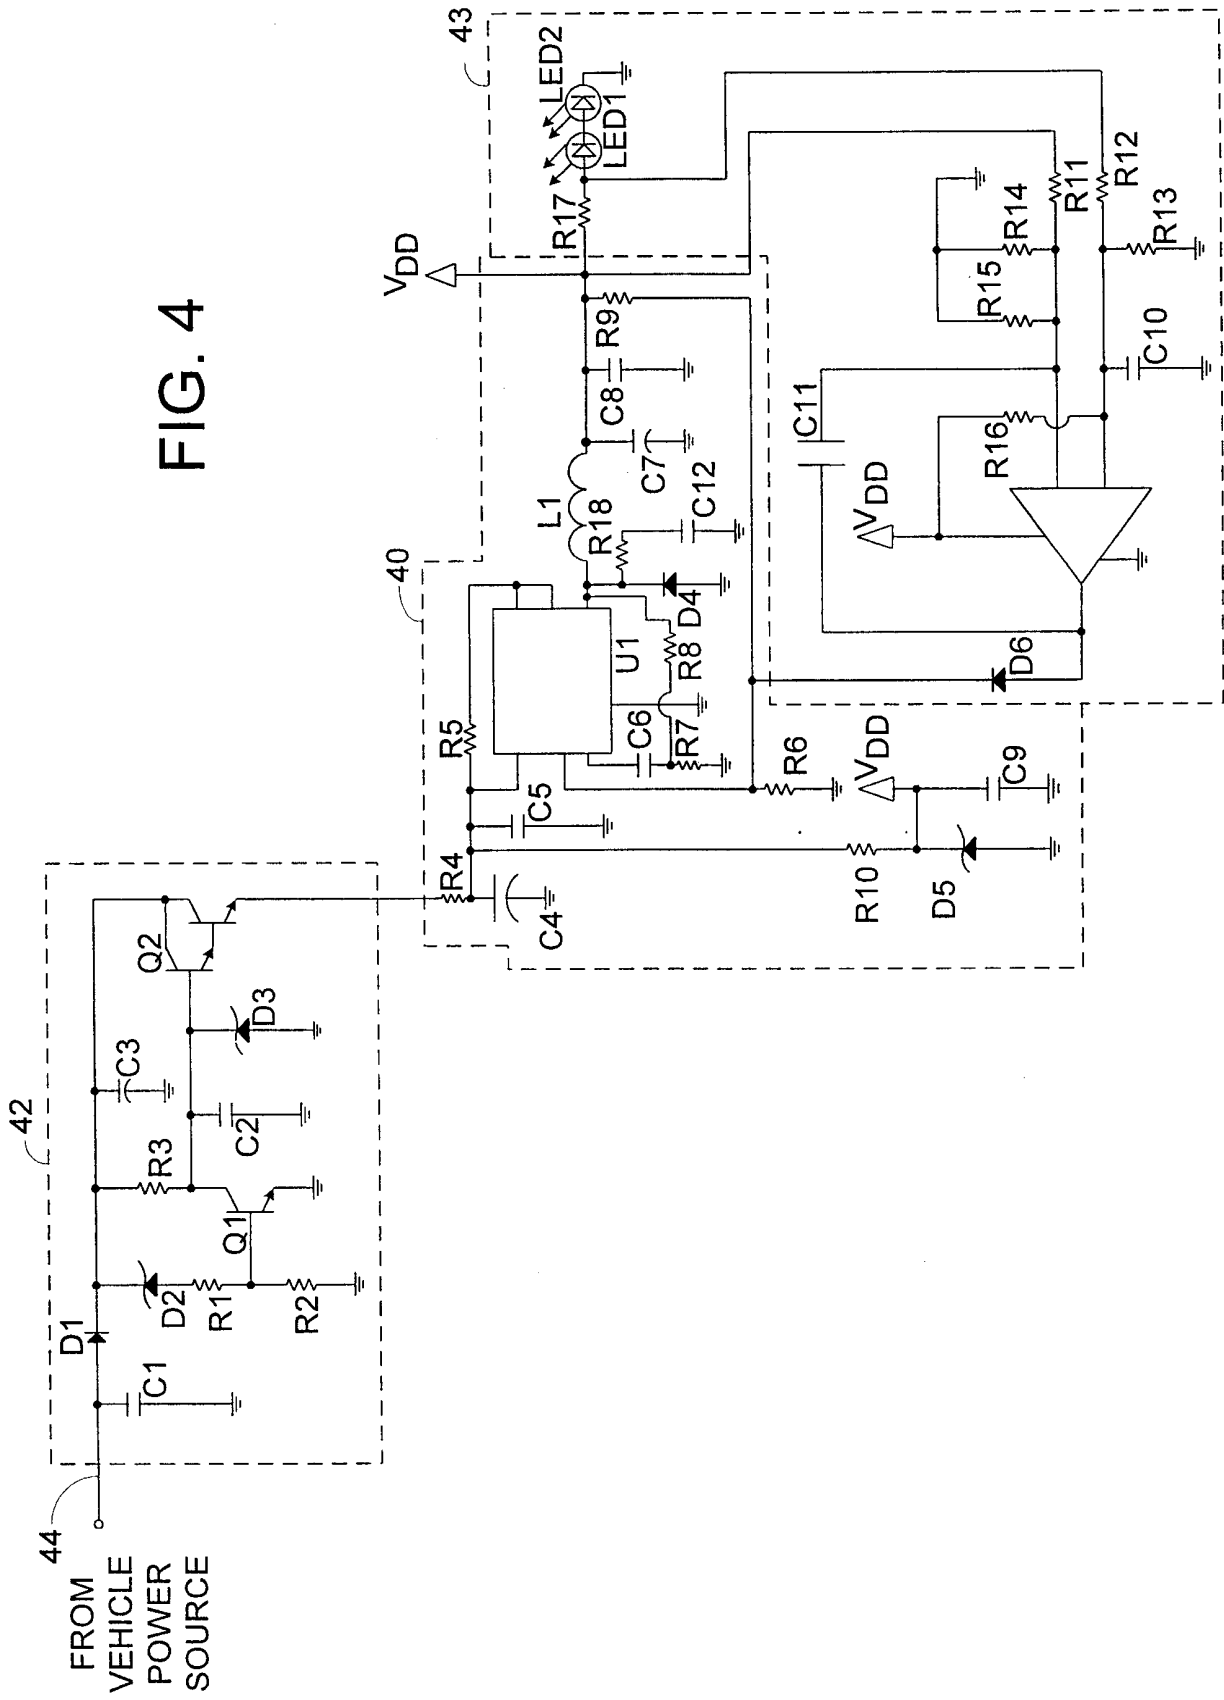 FIG. 4
42
44
FROM
VEHICLE
POWER
SOURCE
C1
D1
D2
R1
R2
R3
Q1
C2
C3
D3
Q2
40
R4
C4
C5
R5
U1
C6
R7
R8
D4
R18
C12
L1
C7
C8
R9
VDD
R6
R10
D5
VDD
C9
43
R17
LED1
LED2
D6
C11
VDD
R16
R15
R14
R11
R12
R13
C10